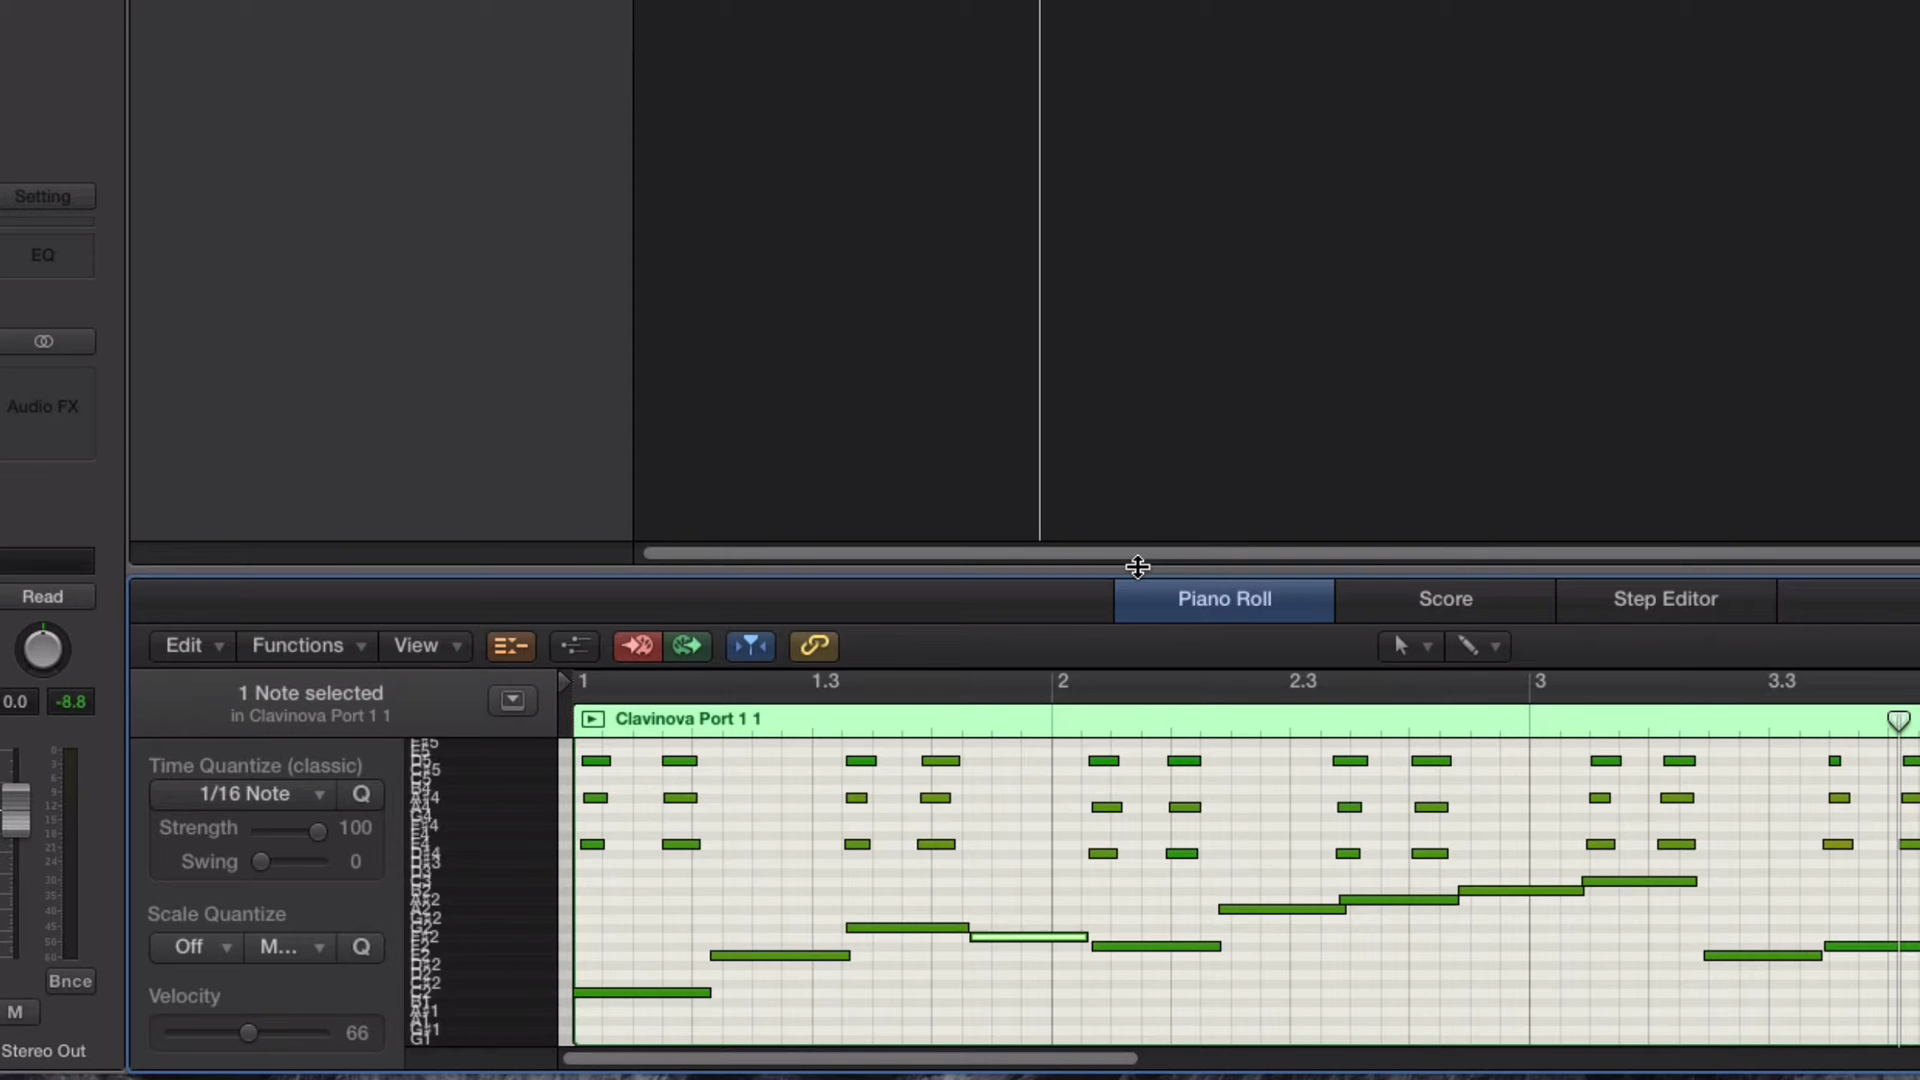 Setting
EQ
Audio FX
Read
0.0 -8.8
Bnce
M
Stereo Out
Piano Roll Score Step Editor
Edit Functions View
1 Note selected
in Clavinova Port 1 1
1 1.3 2 2.3 3 3.3
Clavinova Port 1 1
Time Quantize (classic)
1/16 Note Q
Strength 100
Swing 0
Scale Quantize
Off M... Q
Velocity
66